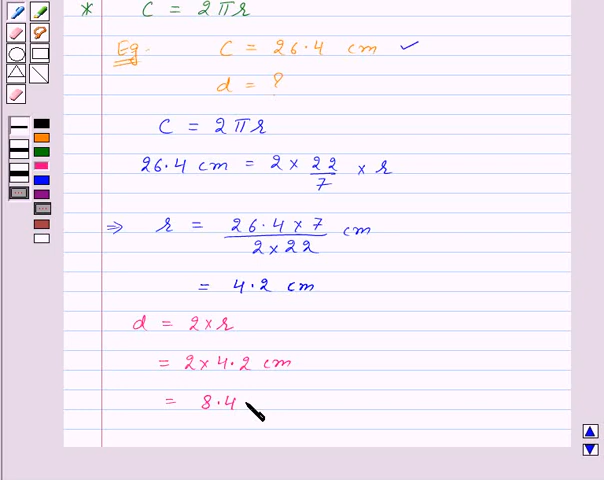 * C = 2πr
Eg. C = 26.4 cm ✓
d = ?
C = 2πr
26.4 cm = 2 × 22/7 × r
⇒ r = 26.4 × 7 / 2 × 22 cm
= 4.2 cm
d = 2 × r
= 2 × 4.2 cm
= 8.4